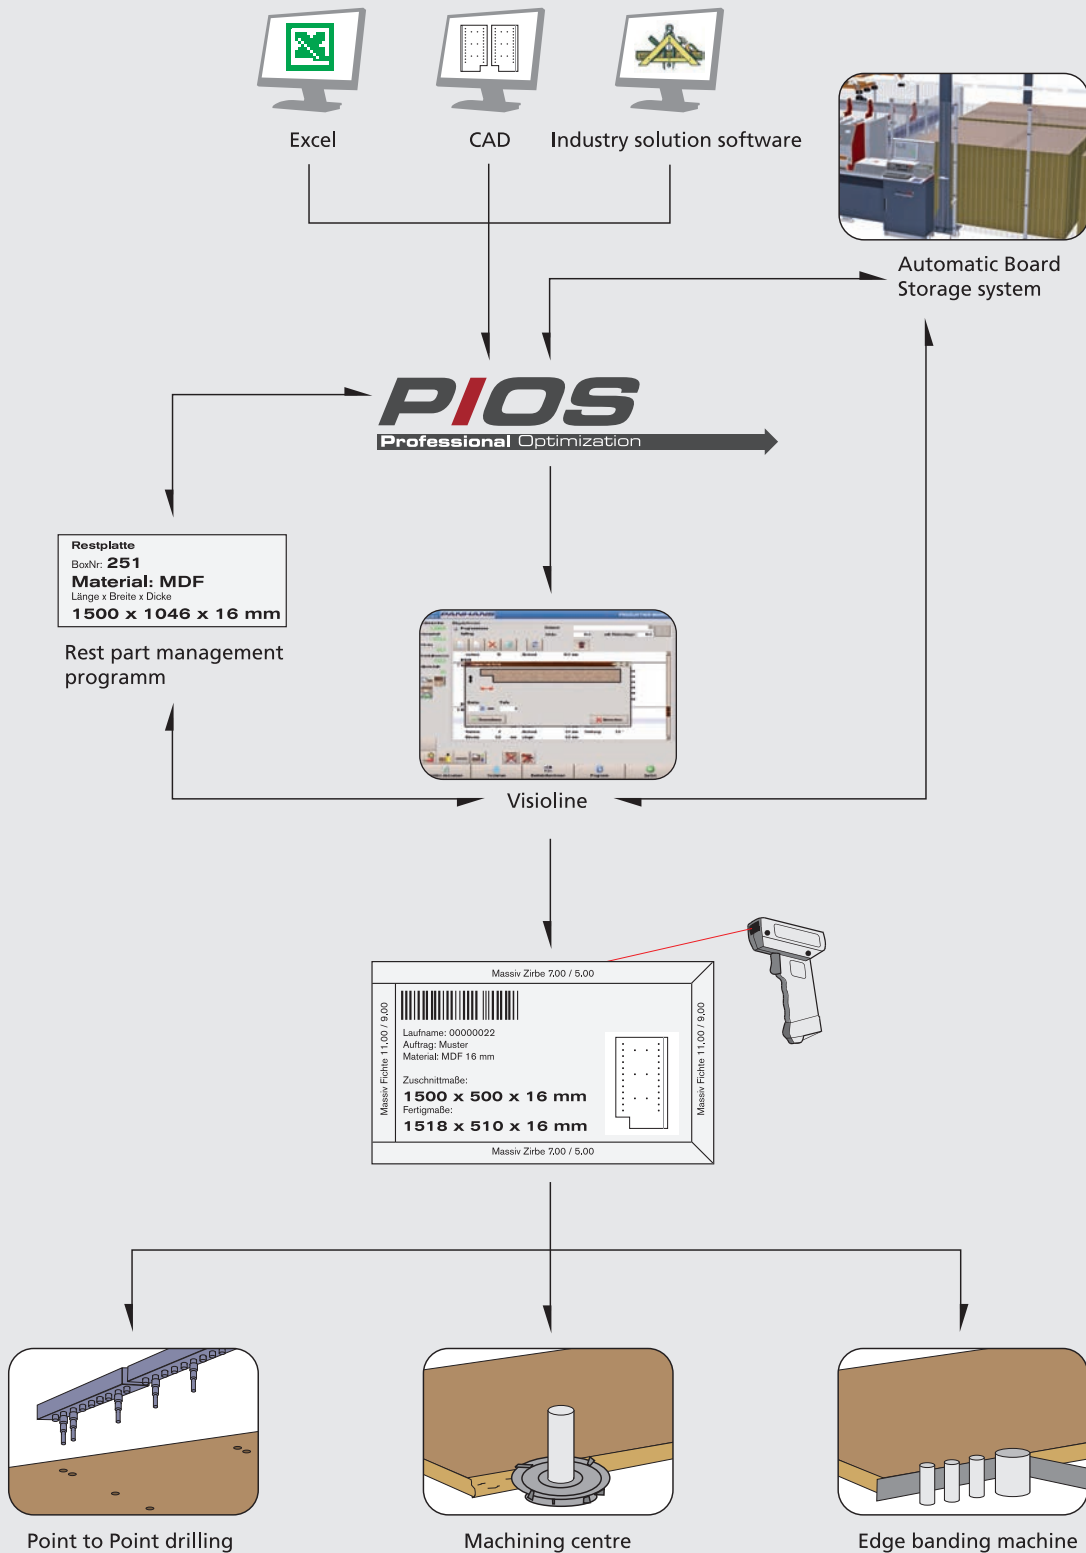 Excel
CAD
Industry solution software
Automatic Board
Storage system
PIOS
Professional Optimization
Restplatte
BoxNr: 251
Material: MDF
Länge x Breite x Dicke
1500 x 1046 x 16 mm
Rest part management
programm
PANHANS
Visioline
Massiv Zirbe 7.00 / 5.00
Massiv Fichte 11.00 / 9.00
Laufname: 00000022
Auftrag: Muster
Material: MDF 16 mm
Zuschnittmaße:
1500 x 500 x 16 mm
Fertigmaße:
1518 x 510 x 16 mm
Massiv Fichte 11.00 / 9.00
Massiv Zirbe 7.00 / 5.00
Point to Point drilling
Machining centre
Edge banding machine